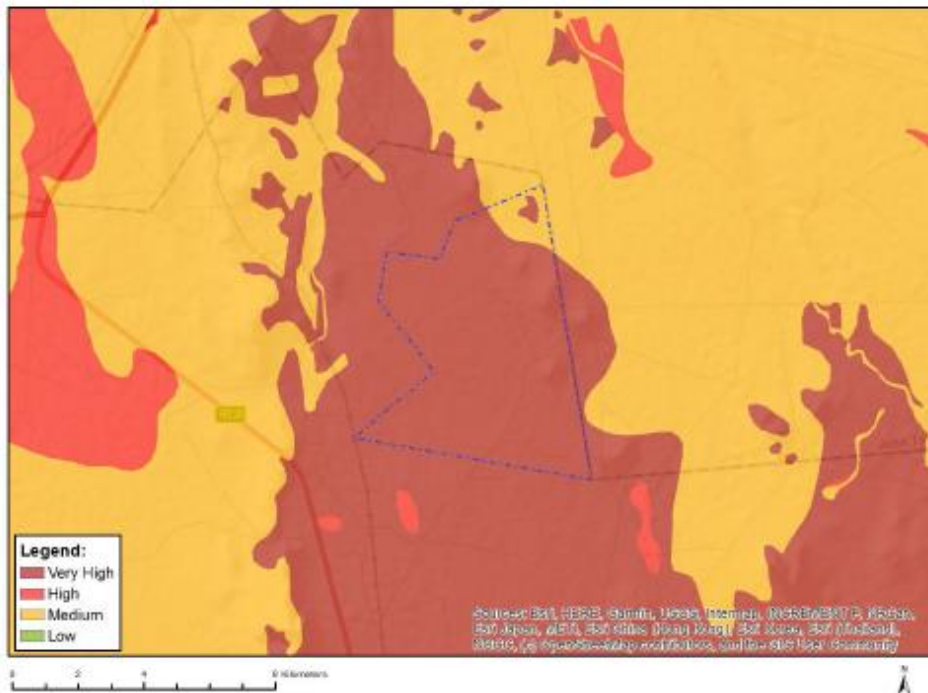 Legend:
Very High
High
Medium
Low
Sources: Esri, HERE, Garmin, USGS, Intermap, INCREMENT P, NRCan,
Esri Japan, METI, Esri China (Hong Kong), Esri Korea, Esri (Thailand),
NGCC, (c) OpenStreetMap contributors, and the GIS User Community
0 2 4 8 Kilometers
N